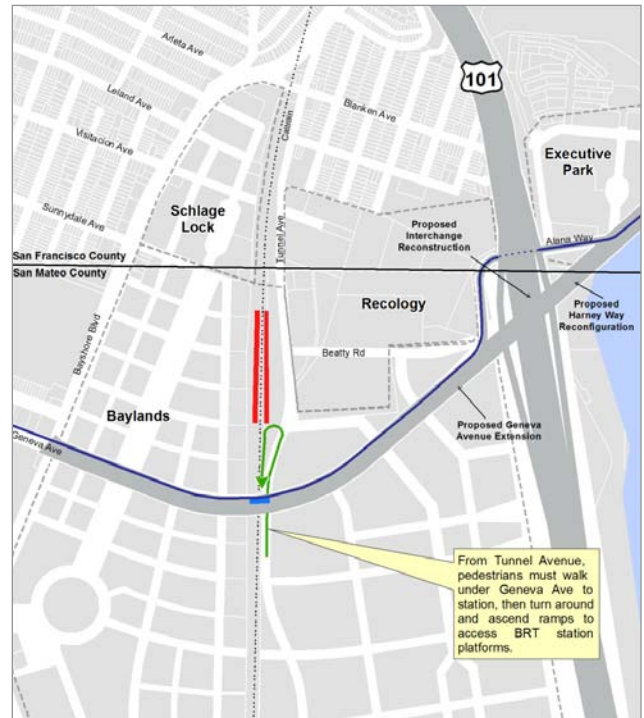 Arleta Ave
Leland Ave
Visitacion Ave
Sunnydale Ave
Blanken Ave
Caltrain
101
Executive
Park
Schlage
Lock
Tunnel Ave
Proposed
Interchange
Reconstruction
Alana Way
San Francisco County
San Mateo County
Recology
Proposed
Harney Way
Reconfiguration
Bayshore Blvd
Beatty Rd
Baylands
Geneva Ave
Proposed Geneva
Avenue Extension
From Tunnel Avenue,
pedestrians must walk
under Geneva Ave to
station, then turn around
and ascend ramps to
access BRT station
platforms.